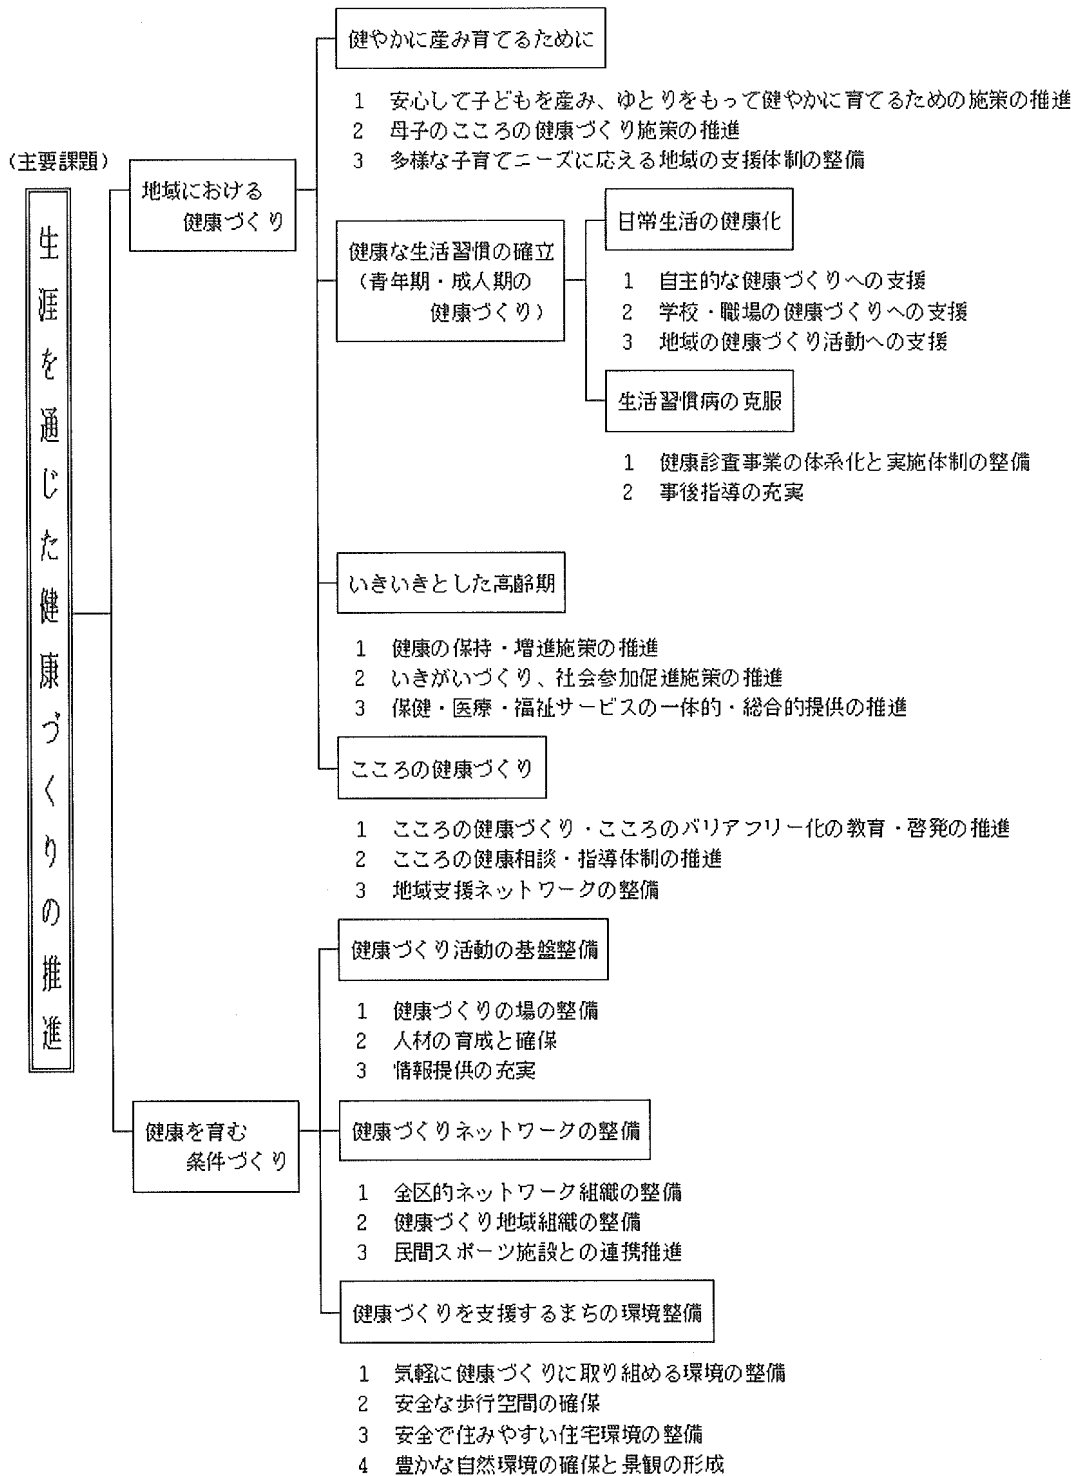 (主要課題)
生涯を通じた健康づくりの推進
地域における
健康づくり
健やかに産み育てるために
1 安心して子どもを産み、ゆとりをもって健やかに育てるための施策の推進
2 母子のこころの健康づくり施策の推進
3 多様な子育てニーズに応える地域の支援体制の整備
健康な生活習慣の確立
(青年期・成人期の
健康づくり)
日常生活の健康化
1 自主的な健康づくりへの支援
2 学校・職場の健康づくりへの支援
3 地域の健康づくり活動への支援
生活習慣病の克服
1 健康診査事業の体系化と実施体制の整備
2 事後指導の充実
いきいきとした高齢期
1 健康の保持・増進施策の推進
2 いきがいづくり、社会参加促進施策の推進
3 保健・医療・福祉サービスの一体的・総合的提供の推進
こころの健康づくり
1 こころの健康づくり・こころのバリアフリー化の教育・啓発の推進
2 こころの健康相談・指導体制の推進
3 地域支援ネットワークの整備
健康を育む
条件づくり
健康づくり活動の基盤整備
1 健康づくりの場の整備
2 人材の育成と確保
3 情報提供の充実
健康づくりネットワークの整備
1 全区的ネットワーク組織の整備
2 健康づくり地域組織の整備
3 民間スポーツ施設との連携推進
健康づくりを支援するまちの環境整備
1 気軽に健康づくりに取り組める環境の整備
2 安全な歩行空間の確保
3 安全で住みやすい住宅環境の整備
4 豊かな自然環境の確保と景観の形成